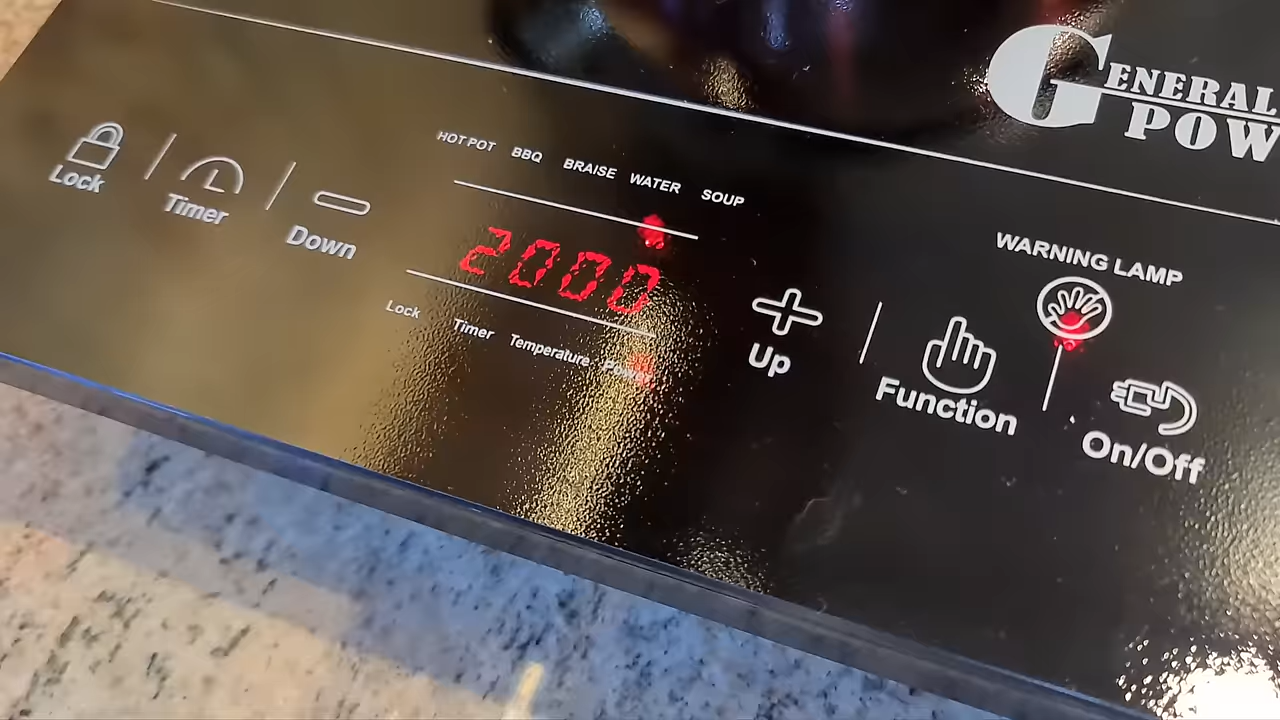 GENERAL
POW
HOT POT BBQ BRAISE WATER SOUP
2000
Lock Timer Temperature Power
Lock
Timer
Down
Up
Function
WARNING LAMP
On/Off